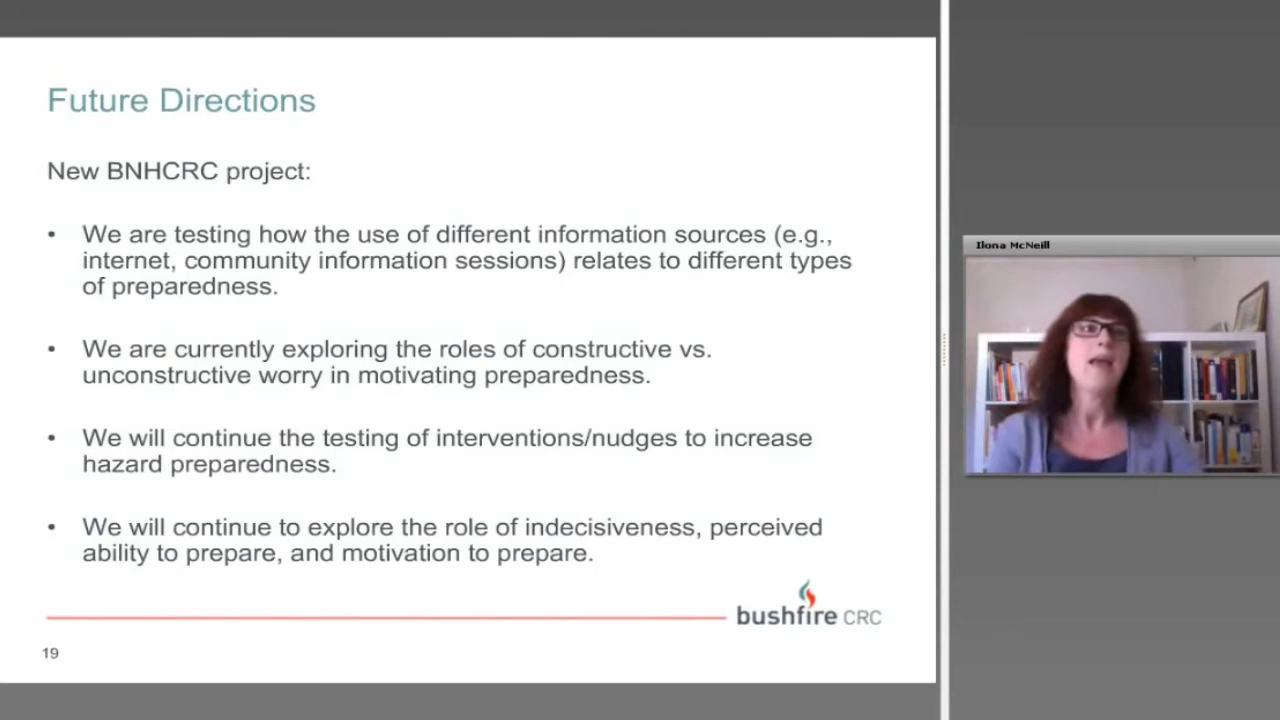 Future Directions
New BNHCRC project:
• We are testing how the use of different information sources (e.g.,
internet, community information sessions) relates to different types
of preparedness.
• We are currently exploring the roles of constructive vs.
unconstructive worry in motivating preparedness.
• We will continue the testing of interventions/nudges to increase
hazard preparedness.
• We will continue to explore the role of indecisiveness, perceived
ability to prepare, and motivation to prepare.
bushfire CRC
19
Ilona McNeill